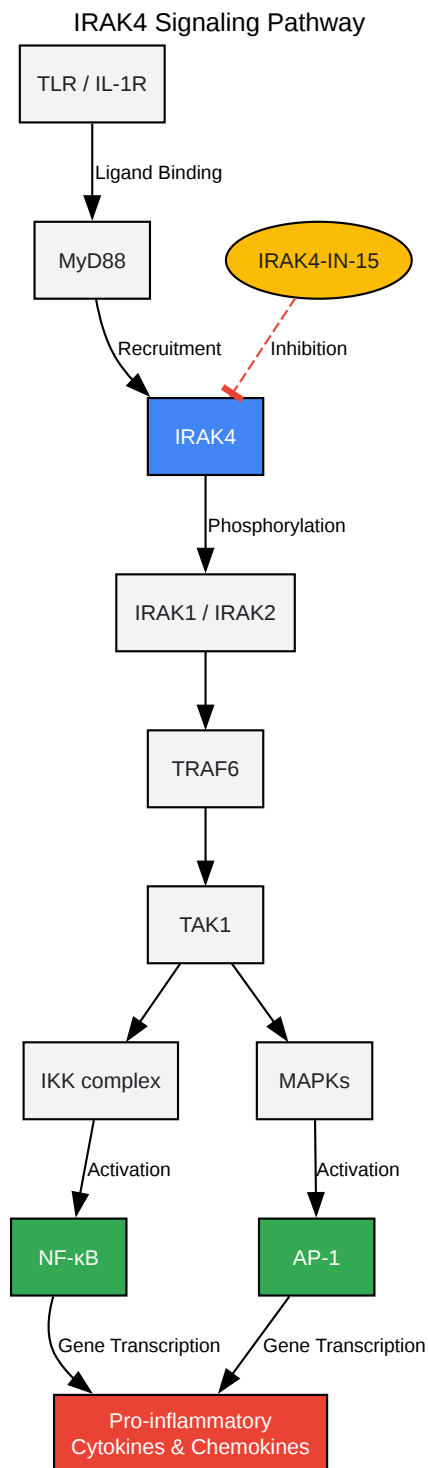 IRAK4 Signaling Pathway
TLR / IL-1R
Ligand Binding
MyD88
IRAK4-IN-15
Recruitment
Inhibition
IRAK4
Phosphorylation
IRAK1 / IRAK2
TRAF6
TAK1
IKK complex
MAPKs
Activation
Activation
NF-κB
AP-1
Gene Transcription
Gene Transcription
Pro-inflammatory
Cytokines & Chemokines